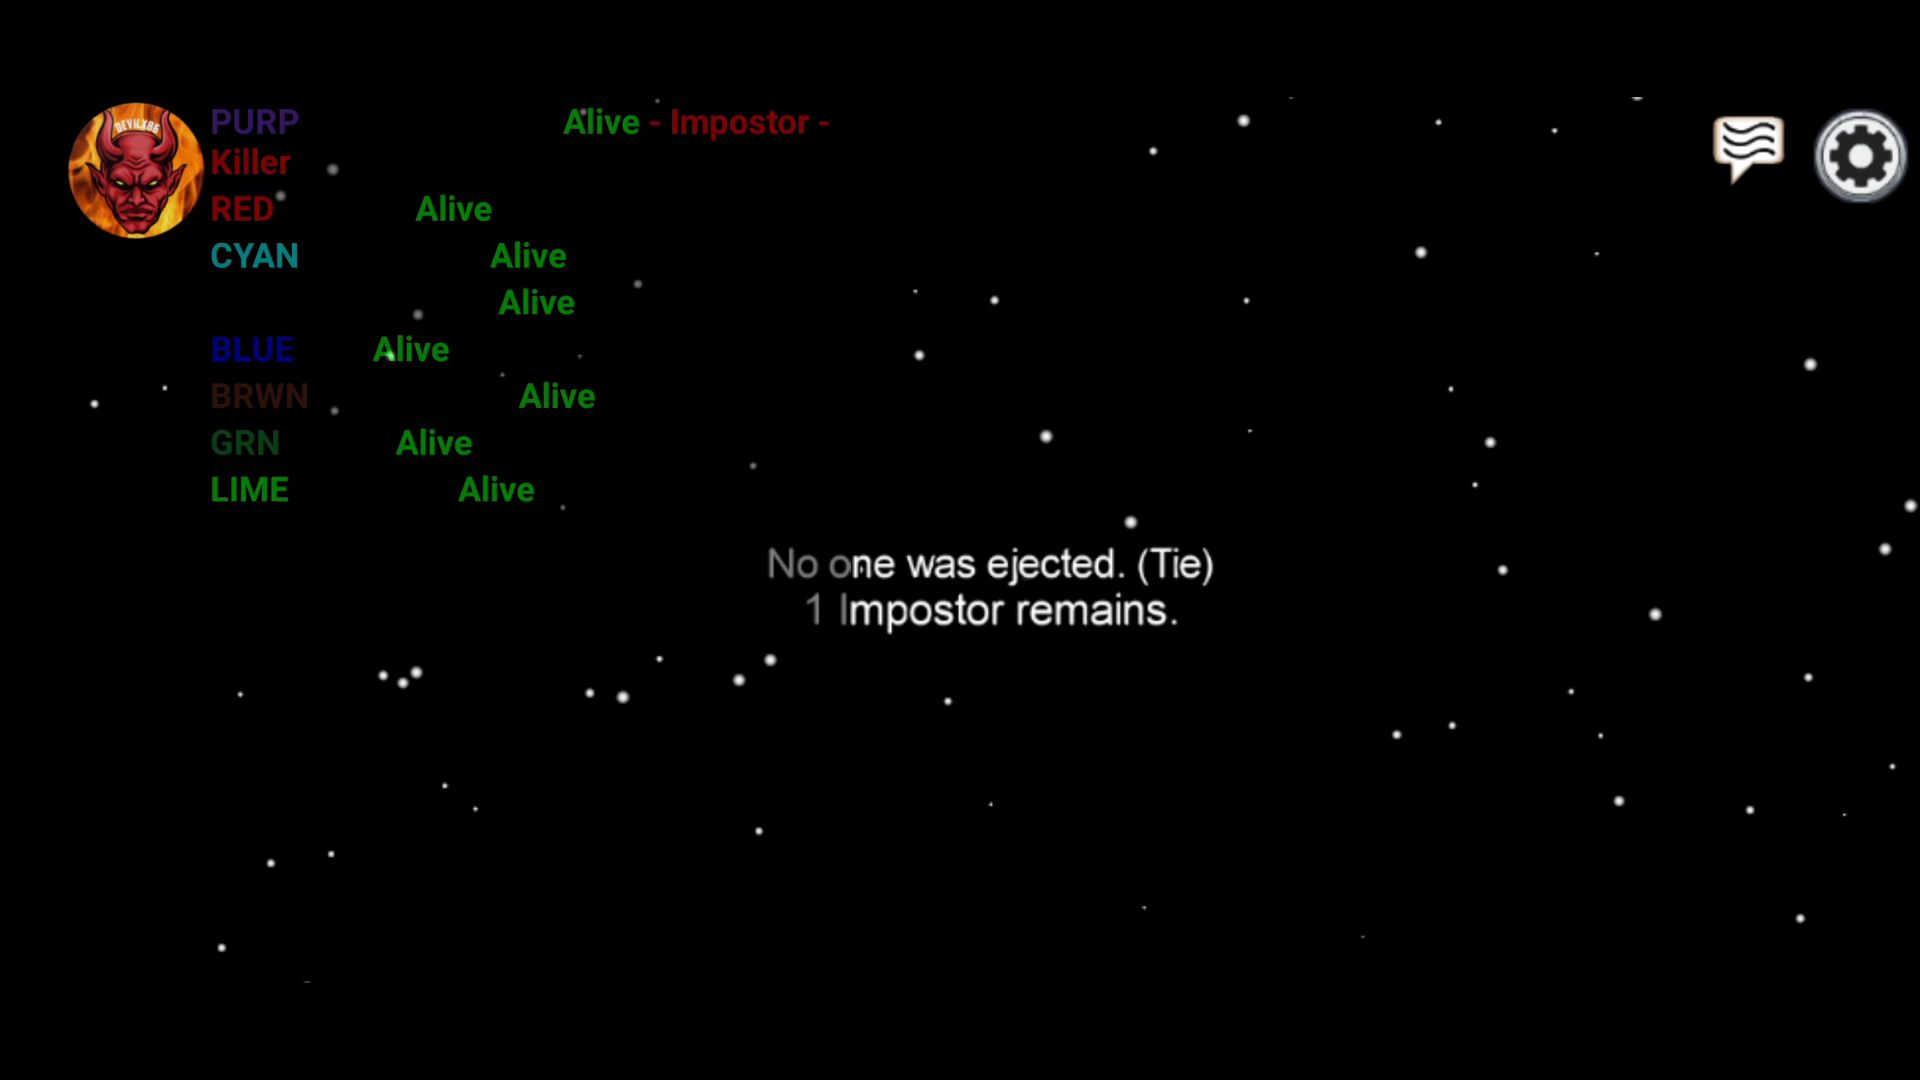 DEVILX86
PURP Alive - Impostor -
Killer
RED Alive
CYAN Alive
Alive
BLUE Alive
BRWN Alive
GRN Alive
LIME Alive
No one was ejected. (Tie)
1 Impostor remains.